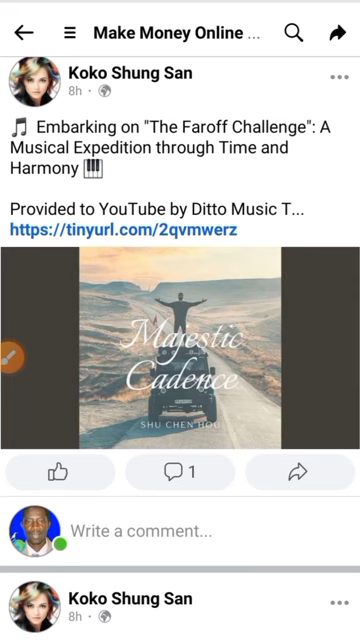 Make Money Online ...
Koko Shung San
8h ·
Embarking on "The Faroff Challenge": A
Musical Expedition through Time and
Harmony
Provided to YouTube by Ditto Music T...
https://tinyurl.com/2qvmwerz
Majestic
Cadence
SHU CHEN HOU
1
Write a comment...
Koko Shung San
8h ·